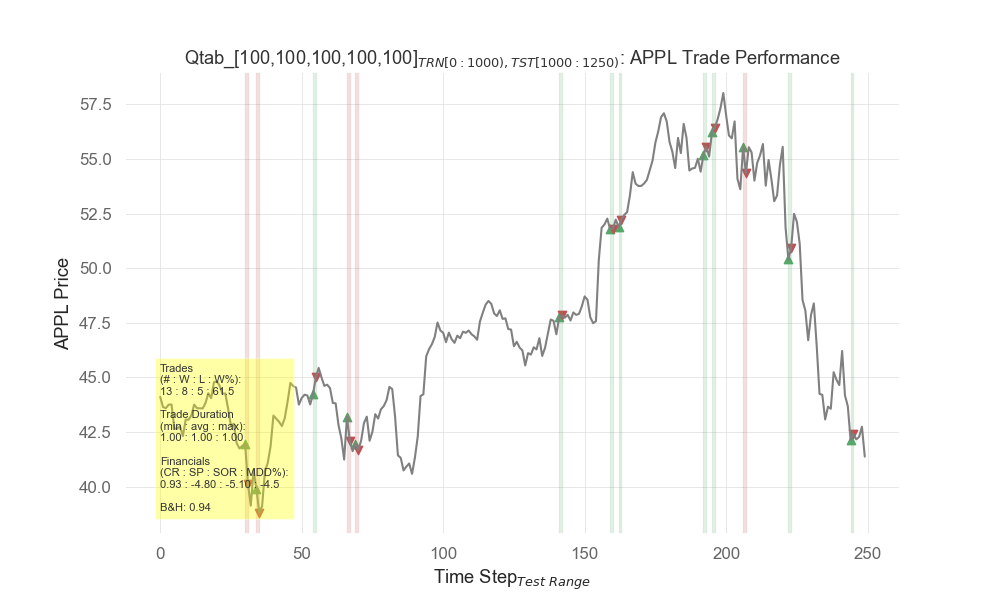 Qtab_[100,100,100,100,100]TRN[0 : 1000), TST[1000 : 1250): APPL Trade Performance
57.5
55.0
52.5
50.0
47.5
45.0
42.5
40.0
APPL Price
Trades
(# : W : L : W%):
13 : 8 : 5 : 61.5
Trade Duration
(min : avg : max):
1.00 : 1.00 : 1.00
Financials
(CR : SP : SOR : MDD%):
0.93 : -4.80 : -5.10 : -4.5
B&H: 0.94
0 50 100 150 200 250
Time Step Test Range